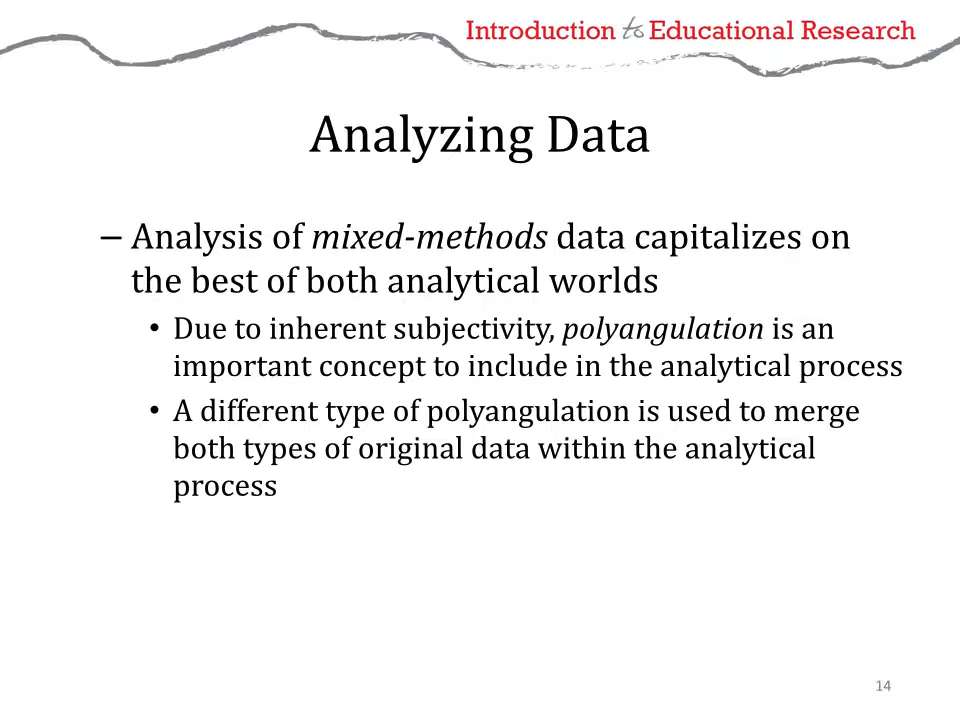 Introduction to Educational Research
Analyzing Data
– Analysis of mixed-methods data capitalizes on
the best of both analytical worlds
• Due to inherent subjectivity, polyangulation is an
important concept to include in the analytical process
• A different type of polyangulation is used to merge
both types of original data within the analytical
process
14